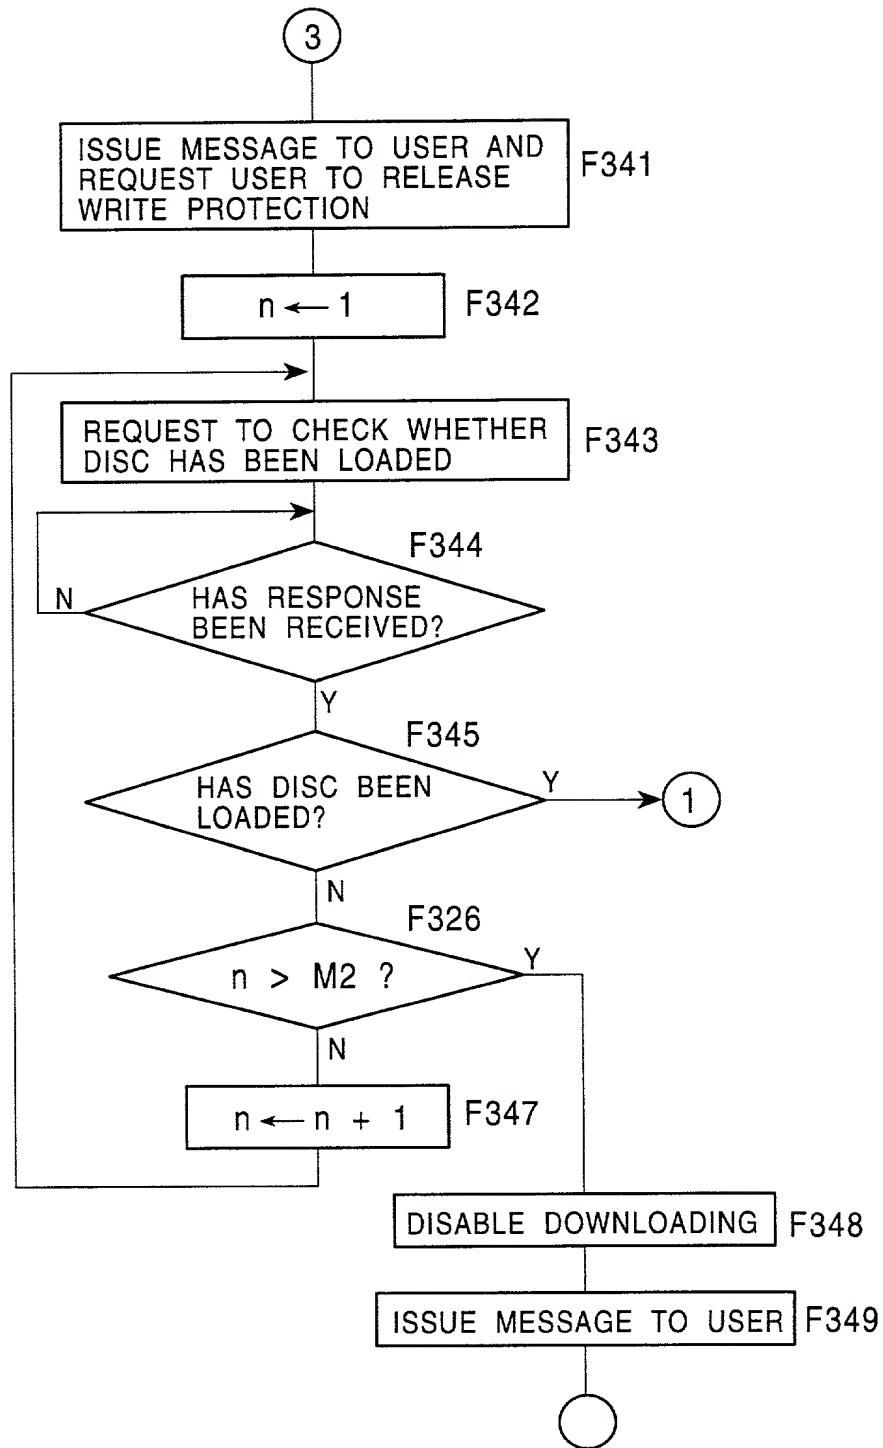 3
ISSUE MESSAGE TO USER AND
REQUEST USER TO RELEASE
WRITE PROTECTION
F341
n ← 1
F342
REQUEST TO CHECK WHETHER
DISC HAS BEEN LOADED
F343
F344
N
HAS RESPONSE
BEEN RECEIVED?
Y
F345
HAS DISC BEEN
LOADED?
Y
1
N
F326
n > M2 ?
Y
N
n ← n + 1
F347
DISABLE DOWNLOADING
F348
ISSUE MESSAGE TO USER
F349